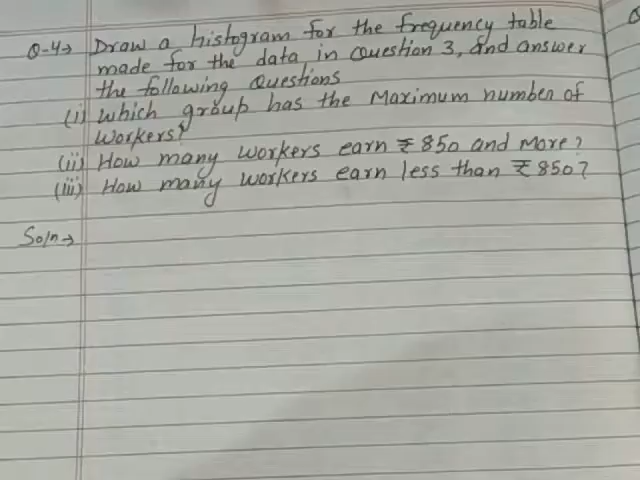 Q-4→ Draw a histogram for the frequency table
made for the data, in Question 3, and answer
the following Questions
(i) which group has the Maximum number of
workers?
(ii) How many workers earn ₹850 and More?
(iii) How many workers earn less than ₹850?
Soln→